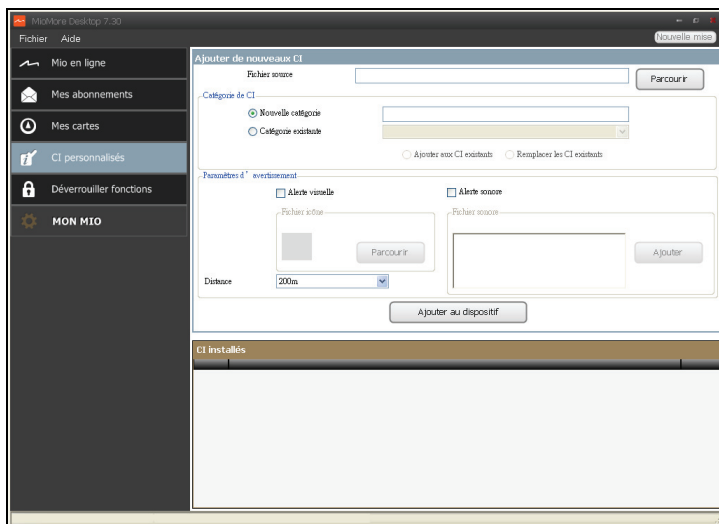 MioMore Desktop 7.30
Fichier Aide
Nouvelle mise
Mio en ligne
Mes abonnements
Mes cartes
CI personnalisés
Déverrouiller fonctions
MON MIO
Ajouter de nouveaux CI
Fichier source
Parcourir
Catégorie de CI
Nouvelle catégorie
Catégorie existante
Ajouter aux CI existants
Remplacer les CI existants
Paramètres d' avertissement
Alerte visuelle
Alerte sonore
Fichier icône
Parcourir
Fichier sonore
Ajouter
Distance
200m
Ajouter au dispositif
CI installés